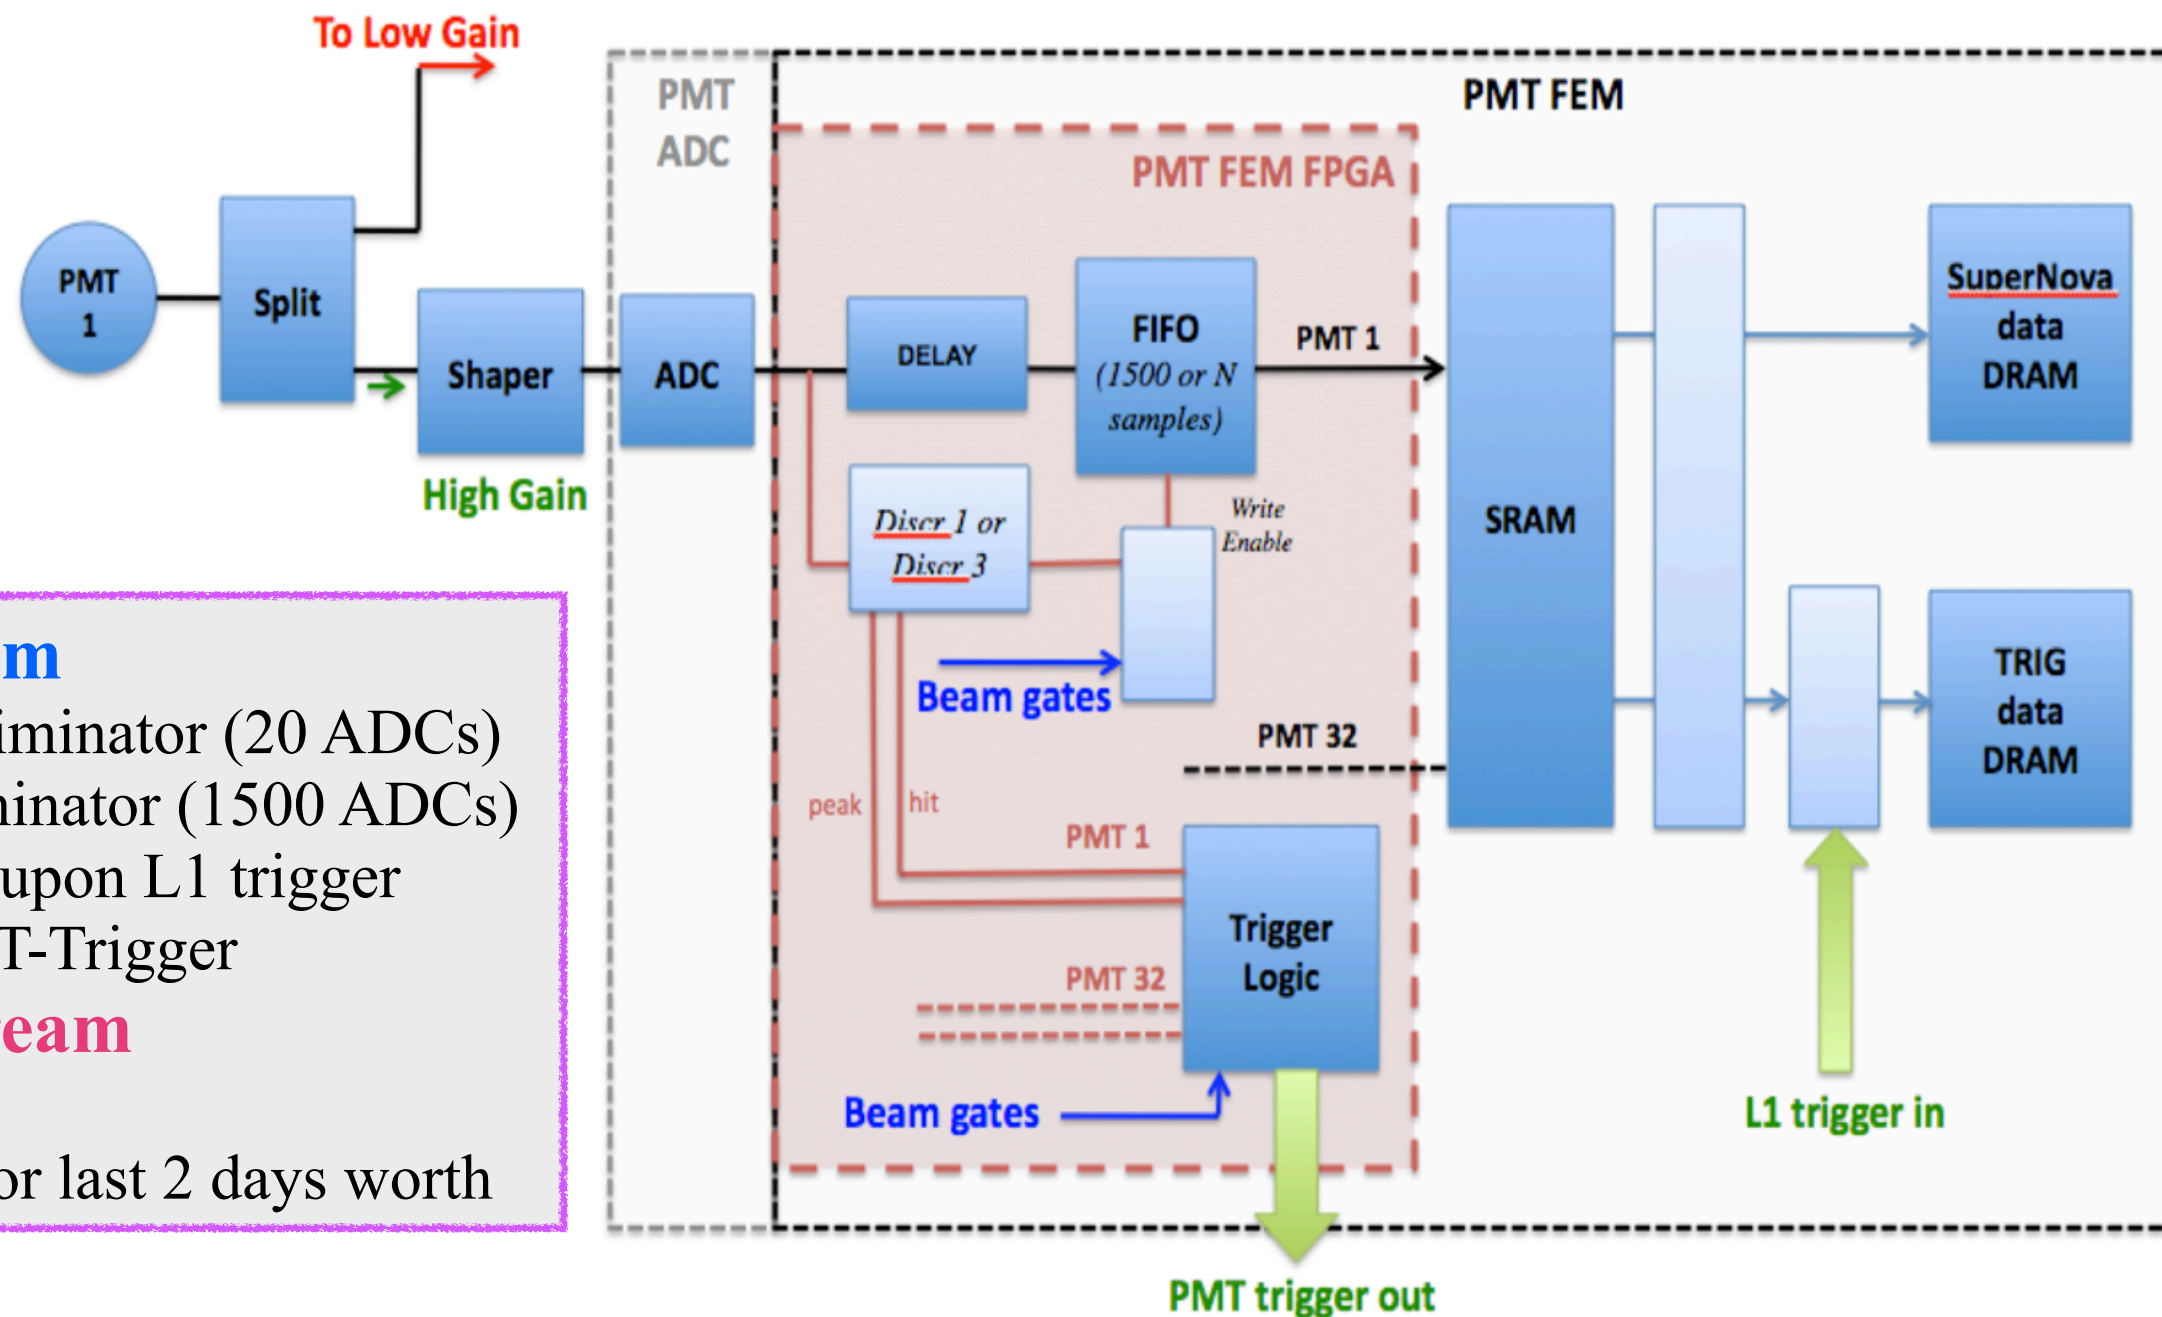 To Low Gain
PMT
ADC
PMT FEM
PMT FEM FPGA
PMT
1
Split
Shaper
High Gain
ADC
DELAY
FIFO
(1500 or N
samples)
PMT 1
Write
Enable
Discr 1 or
Discr 3
Beam gates
PMT 32
peak
hit
PMT 1
PMT 32
Trigger
Logic
Beam gates
PMT trigger out
SRAM
SuperNova
data
DRAM
TRIG
data
DRAM
L1 trigger in
m
iminator (20 ADCs)
ninator (1500 ADCs)
upon L1 trigger
T-Trigger
eam
or last 2 days worth